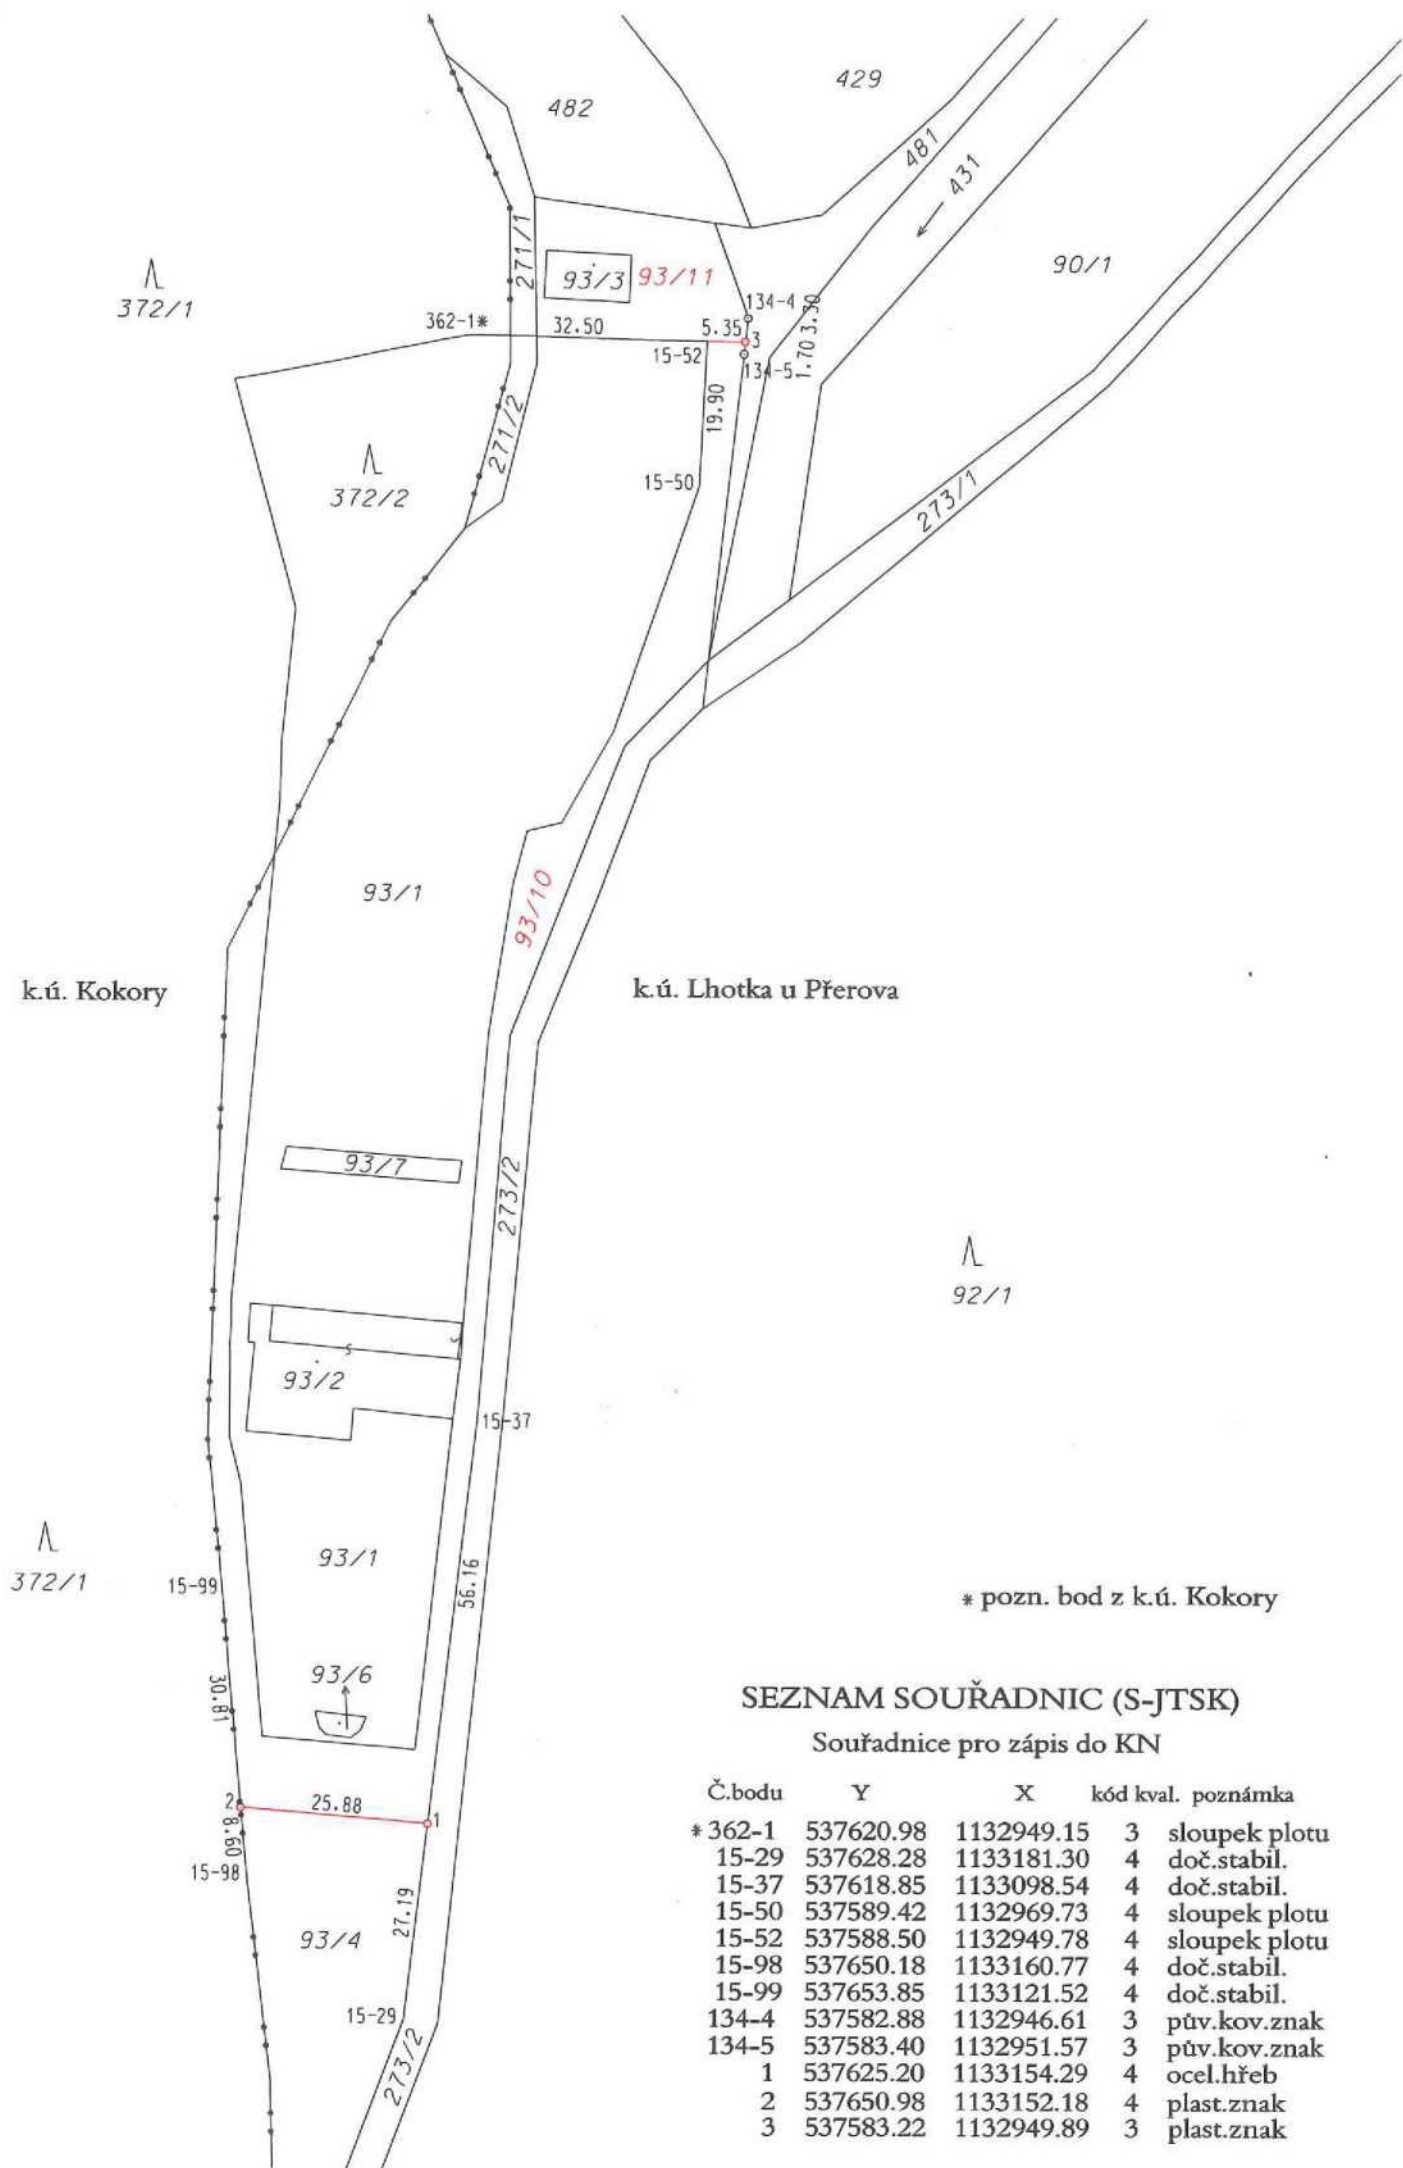 482
429
481
431
271/1
90/1
372/1
93/3 93/11
134-4
362-1* 32.50 5.35 3
1.70 3.30
15-52
134-5
19.90
271/2
15-50
372/2
273/1
93/1
93/10
k.ú. Kokory k.ú. Lhotka u Přerova
93/7
273/2
92/1
93/2
15-37
93/1
372/1
15-99
56.16
* pozn. bod z k.ú. Kokory
93/6
30.81
2 25.88 1
8.60
15-98
27.19
93/4
15-29
273/2
SEZNAM SOUŘADNIC (S-JTSK)
Souřadnice pro zápis do KN
Č.bodu Y X kód kval. poznámka
*362-1 537620.98 1132949.15 3 sloupek plotu
15-29 537628.28 1133181.30 4 doč.stabil.
15-37 537618.85 1133098.54 4 doč.stabil.
15-50 537589.42 1132969.73 4 sloupek plotu
15-52 537588.50 1132949.78 4 sloupek plotu
15-98 537650.18 1133160.77 4 doč.stabil.
15-99 537653.85 1133121.52 4 doč.stabil.
134-4 537582.88 1132946.61 3 pův.kov.znak
134-5 537583.40 1132951.57 3 pův.kov.znak
1 537625.20 1133154.29 4 ocel.hřeb
2 537650.98 1133152.18 4 plast.znak
3 537583.22 1132949.89 3 plast.znak